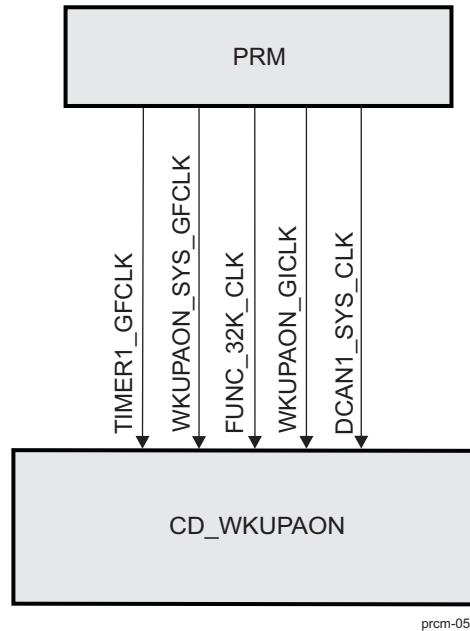 PRM
TIMER1_GFCLK
WKUPAON_SYS_GFCLK
FUNC_32K_CLK
WKUPAON_GICLK
DCAN1_SYS_CLK
CD_WKUPAON
prcm-05